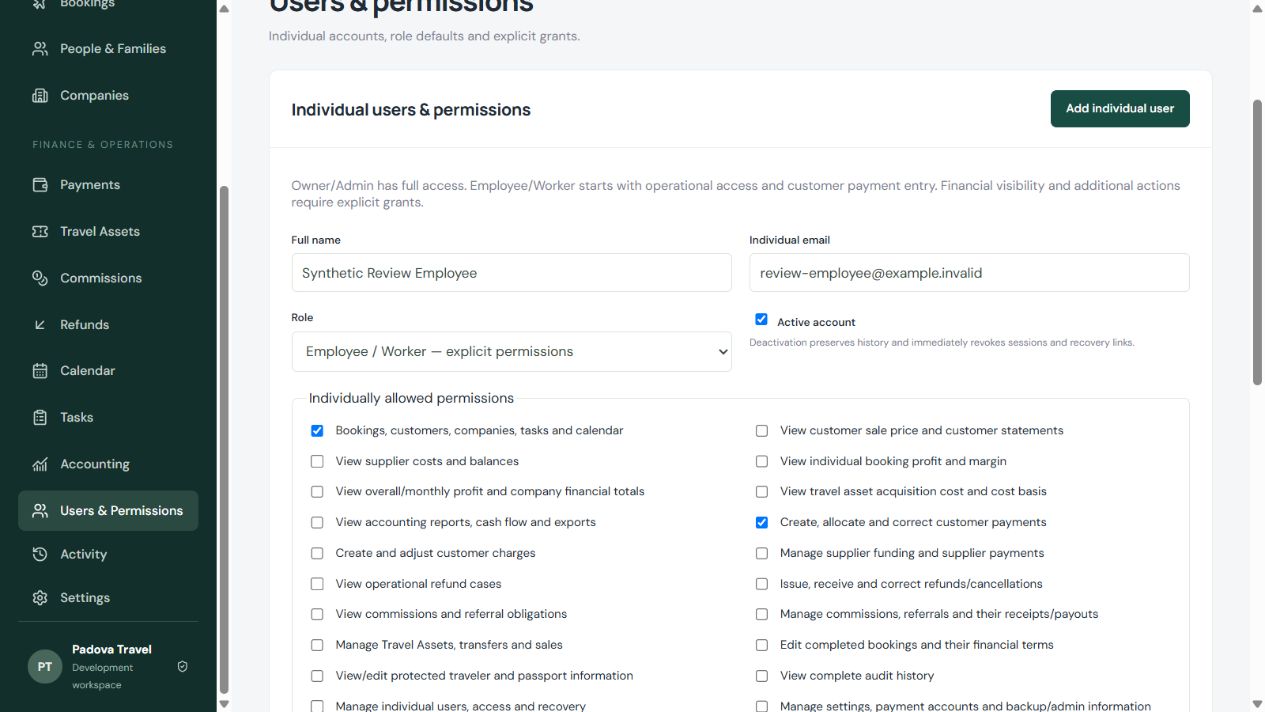 Bookings
People & Families
Companies
FINANCE & OPERATIONS
Payments
Travel Assets
Commissions
Refunds
Calendar
Tasks
Accounting
Users & Permissions
Activity
Settings
PT
Padova Travel
Development
workspace
Users & permissions
Individual accounts, role defaults and explicit grants.
Individual users & permissions
Add individual user
Owner/Admin has full access. Employee/Worker starts with operational access and customer payment entry. Financial visibility and additional actions
require explicit grants.
Full name
Individual email
Synthetic Review Employee
review-employee@example.invalid
Role
Active account
Employee / Worker — explicit permissions
Deactivation preserves history and immediately revokes sessions and recovery links.
Individually allowed permissions
Bookings, customers, companies, tasks and calendar
View customer sale price and customer statements
View supplier costs and balances
View individual booking profit and margin
View overall/monthly profit and company financial totals
View travel asset acquisition cost and cost basis
View accounting reports, cash flow and exports
Create, allocate and correct customer payments
Create and adjust customer charges
Manage supplier funding and supplier payments
View operational refund cases
Issue, receive and correct refunds/cancellations
View commissions and referral obligations
Manage commissions, referrals and their receipts/payouts
Manage Travel Assets, transfers and sales
Edit completed bookings and their financial terms
View/edit protected traveler and passport information
View complete audit history
Manage individual users, access and recovery
Manage settings, payment accounts and backup/admin information